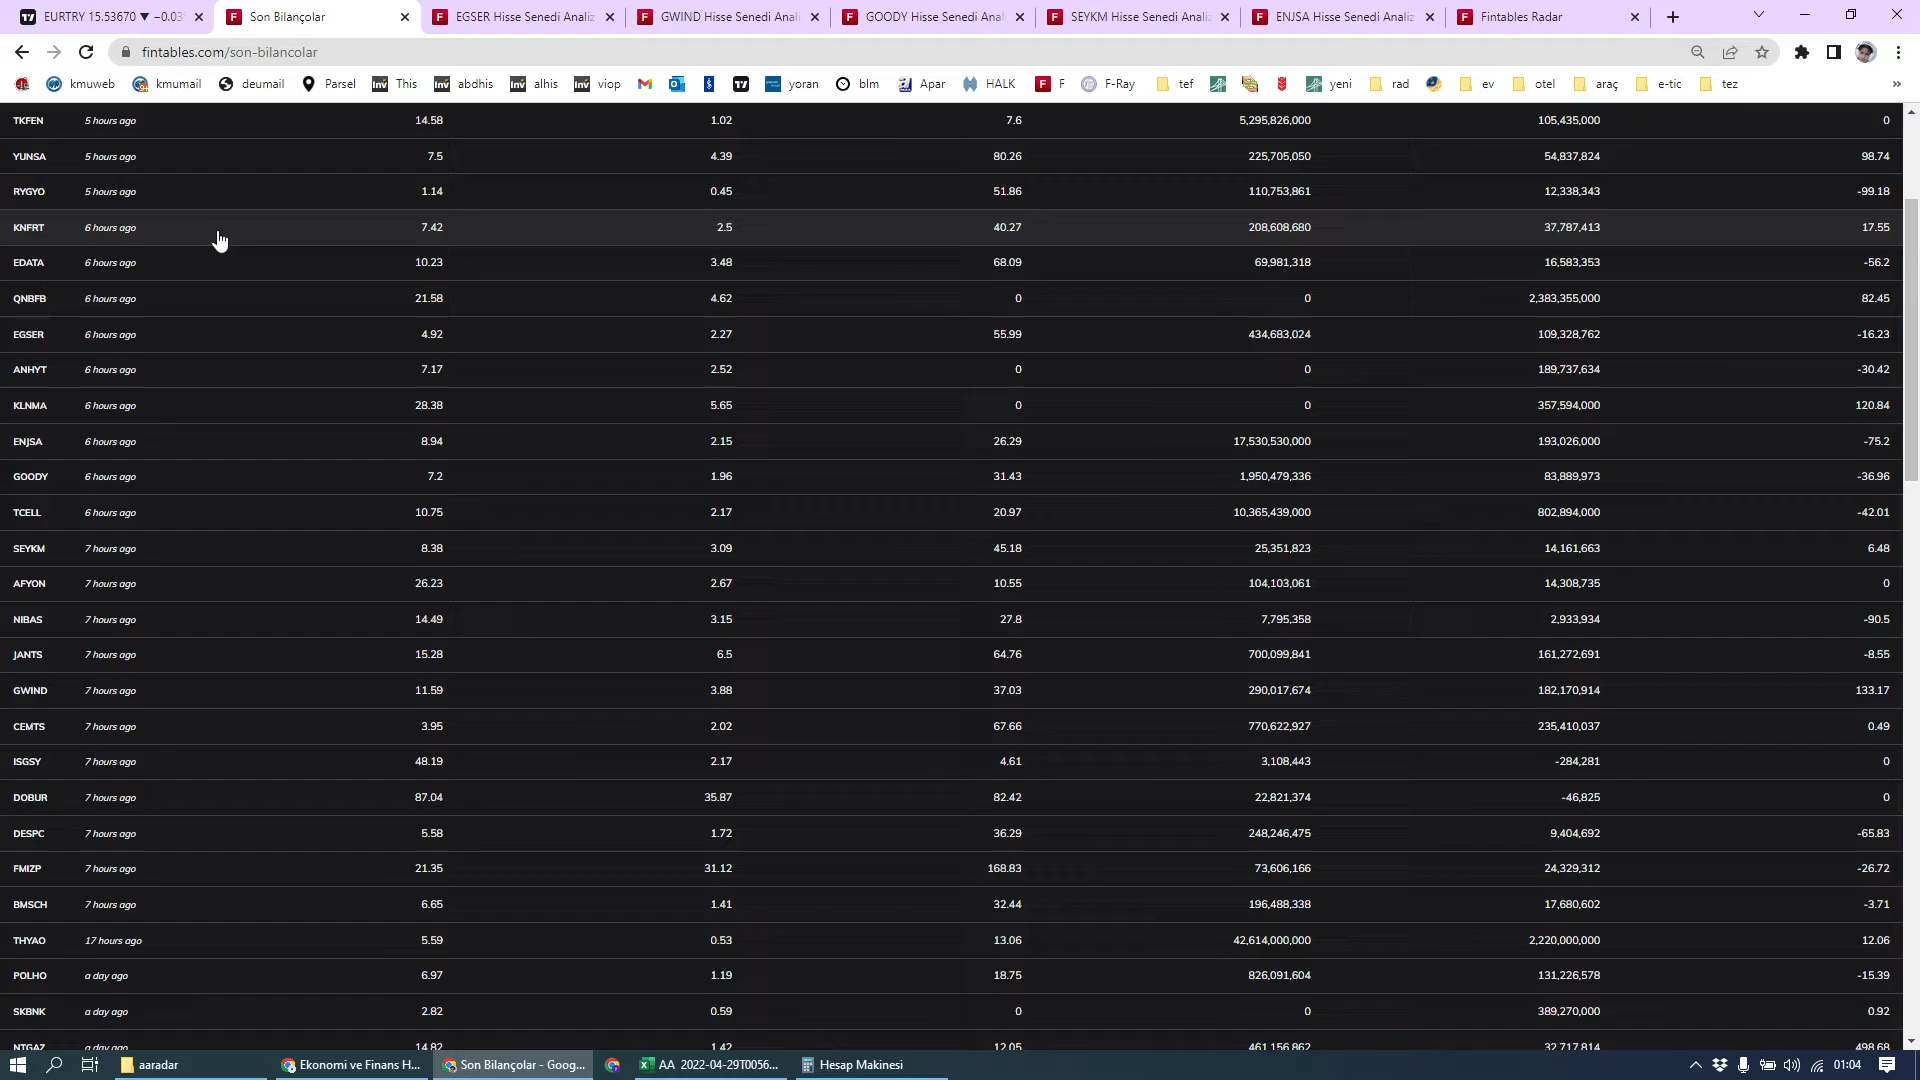 EURTRY 15.53670 ▼ −0.03
Son Bilançolar
EGSER Hisse Senedi Analiz
GWIND Hisse Senedi Anali
GOODY Hisse Senedi Anal
SEYKM Hisse Senedi Analiz
ENJSA Hisse Senedi Analiz
Fintables Radar
fintables.com/son-bilancolar
kmuweb kmumail deumail Parsel This abdhis alhis viop yoran blm Apar HALK F F-Ray tef yeni rad ev otel araç e-tic tez »
TKFEN 5 hours ago 14.58 1.02 7.6 5,295,826,000 105,435,000 0
YUNSA 5 hours ago 7.5 4.39 80.26 225,705,050 54,837,824 98.74
RYGYO 5 hours ago 1.14 0.45 51.86 110,753,861 12,338,343 -99.18
KNFRT 6 hours ago 7.42 2.5 40.27 208,608,680 37,787,413 17.55
EDATA 6 hours ago 10.23 3.48 68.09 69,981,318 16,583,353 -56.2
QNBFB 6 hours ago 21.58 4.62 0 0 2,383,355,000 82.45
EGSER 6 hours ago 4.92 2.27 55.99 434,683,024 109,328,762 -16.23
ANHYT 6 hours ago 7.17 2.52 0 0 189,737,634 -30.42
KLNMA 6 hours ago 28.38 5.65 0 0 357,594,000 120.84
ENJSA 6 hours ago 8.94 2.15 26.29 17,530,530,000 193,026,000 -75.2
GOODY 6 hours ago 7.2 1.96 31.43 1,950,479,336 83,889,973 -36.96
TCELL 6 hours ago 10.75 2.17 20.97 10,365,439,000 802,894,000 -42.01
SEYKM 7 hours ago 8.38 3.09 45.18 25,351,823 14,161,663 6.48
AFYON 7 hours ago 26.23 2.67 10.55 104,103,061 14,308,735 0
NIBAS 7 hours ago 14.49 3.15 27.8 7,795,358 2,933,934 -90.5
JANTS 7 hours ago 15.28 6.5 64.76 700,099,841 161,272,691 -8.55
GWIND 7 hours ago 11.59 3.88 37.03 290,017,674 182,170,914 133.17
CEMTS 7 hours ago 3.95 2.02 67.66 770,622,927 235,410,037 0.49
ISGSY 7 hours ago 48.19 2.17 4.61 3,108,443 -284,281 0
DOBUR 7 hours ago 87.04 35.87 82.42 22,821,374 -46,825 0
DESPC 7 hours ago 5.58 1.72 36.29 248,246,475 9,404,692 -65.83
FMIZP 7 hours ago 21.35 31.12 168.83 73,606,166 24,329,312 -26.72
BMSCH 7 hours ago 6.65 1.41 32.44 196,488,338 17,680,602 -3.71
THYAO 17 hours ago 5.59 0.53 13.06 42,614,000,000 2,220,000,000 12.06
POLHO a day ago 6.97 1.19 18.75 826,091,604 131,226,578 -15.39
SKBNK a day ago 2.82 0.59 0 0 389,270,000 0.92
NTGAZ a day ago 14.82 1.42 12.05 461,156,862 32,717,814 498.68
aaradar Ekonomi ve Finans H... Son Bilançolar - Goog... AA 2022-04-29T0056... Hesap Makinesi 01:04